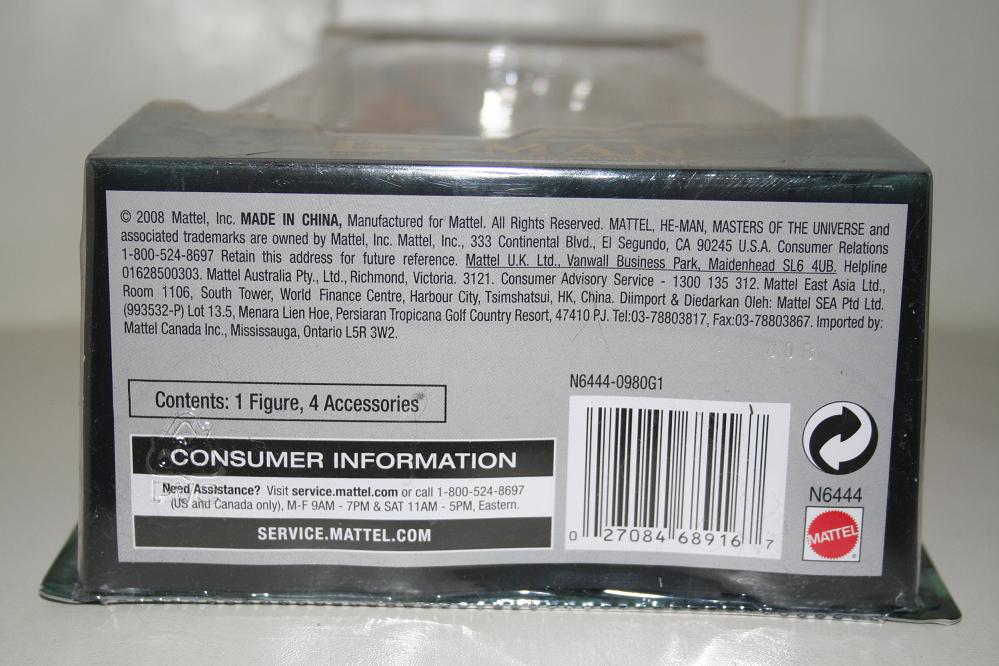 HE-MAN
© 2008 Mattel, Inc. MADE IN CHINA, Manufactured for Mattel. All Rights Reserved. MATTEL, HE-MAN, MASTERS OF THE UNIVERSE and
associated trademarks are owned by Mattel, Inc. Mattel, Inc., 333 Continental Blvd., El Segundo, CA 90245 U.S.A. Consumer Relations
1-800-524-8697 Retain this address for future reference. Mattel U.K. Ltd., Vanwall Business Park, Maidenhead SL6 4UB. Helpline
01628500303. Mattel Australia Pty., Ltd., Richmond, Victoria. 3121. Consumer Advisory Service - 1300 135 312. Mattel East Asia Ltd.,
Room 1106, South Tower, World Finance Centre, Harbour City, Tsimshatsui, HK, China. Diimport & Diedarkan Oleh: Mattel SEA Ptd Ltd.
(993532-P) Lot 13.5, Menara Lien Hoe, Persiaran Tropicana Golf Country Resort, 47410 PJ. Tel:03-78803817, Fax:03-78803867. Imported by:
Mattel Canada Inc., Mississauga, Ontario L5R 3W2.
Contents: 1 Figure, 4 Accessories
CONSUMER INFORMATION
Need Assistance? Visit service.mattel.com or call 1-800-524-8697
(US and Canada only), M-F 9AM - 7PM & SAT 11AM - 5PM, Eastern.
SERVICE.MATTEL.COM
N6444-0980G1
0 27084 68916 7
N6444
MATTEL